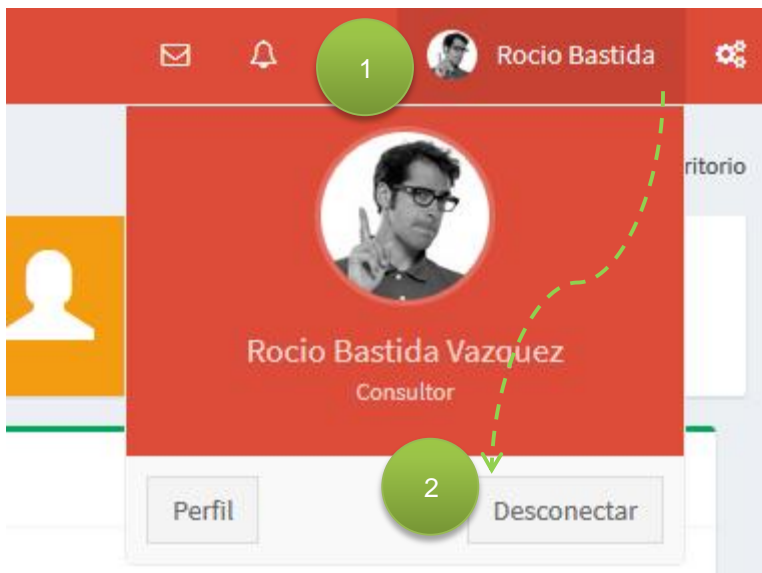 1
Rocio Bastida
ritorio
Rocio Bastida Vazquez
Consultor
2
Perfil
Desconectar